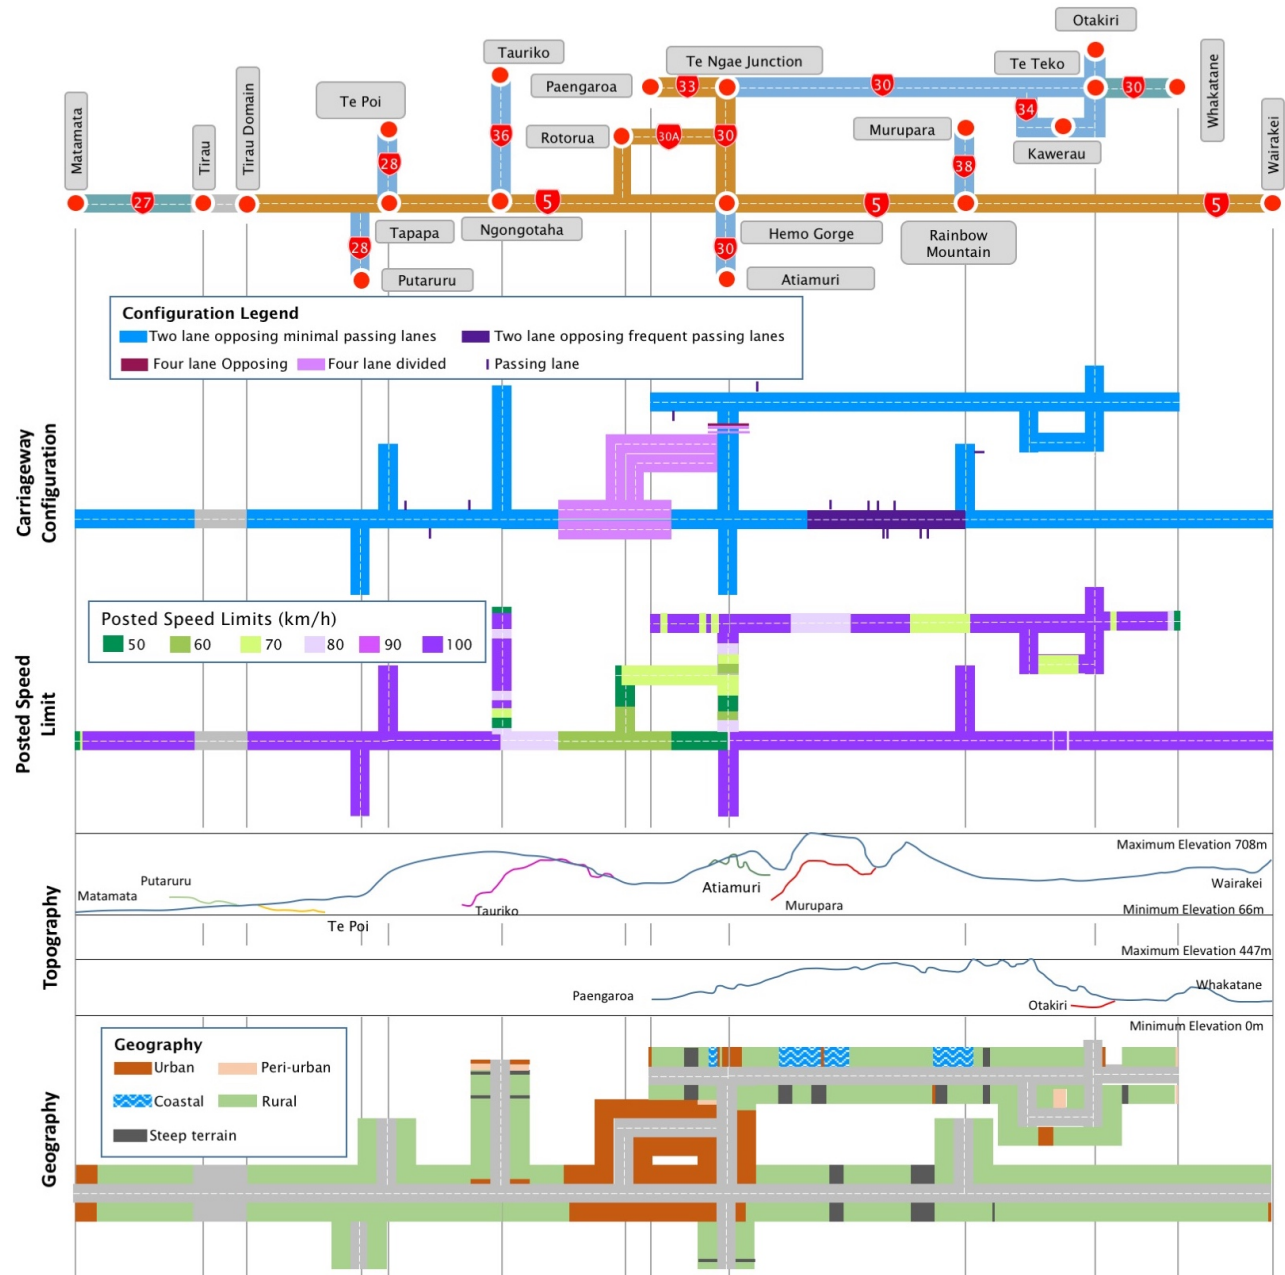 Otakiri
Tauriko
Te Ngae Junction
Te Teko
Whakatane
Paengaroa
33
30
30
Matamata
Tirau
Tirau Domain
Te Poi
34
Rotorua
30A
30
Murupara
Kawerau
Wairakei
36
28
38
27
5
5
5
Tapapa
Ngongotaha
Hemo Gorge
Rainbow
Mountain
28
30
Putaruru
Atiamuri
Configuration Legend
Two lane opposing minimal passing lanes
Two lane opposing frequent passing lanes
Four lane Opposing
Four lane divided
Passing lane
Carriageway
Configuration
Posted Speed Limits (km/h)
50
60
70
80
90
100
Posted Speed
Limit
Topography
Maximum Elevation 708m
Putaruru
Matamata
Tauriko
Atiamuri
Murupara
Wairakei
Minimum Elevation 66m
Te Poi
Maximum Elevation 447m
Paengaroa
Whakatane
Otakiri
Minimum Elevation 0m
Geography
Geography
Urban
Peri-urban
Coastal
Rural
Steep terrain